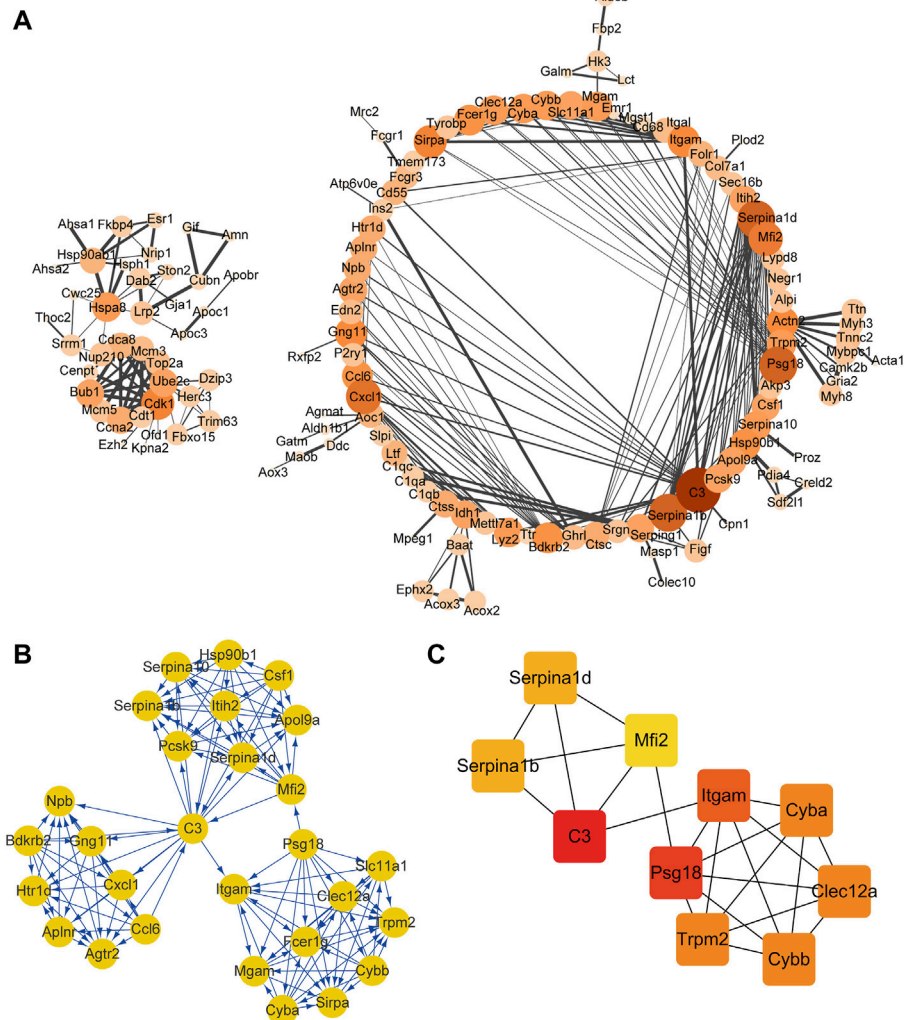 A
Fbp2
Hk3
Galm
Lct
Mgam
Clec12a
Cybb
Emr1
Fcer1g
Cyba
Slc11a1
Mgst1
Mrc2
Tyrobp
Cd68
Itgal
Sirpa
Itgam
Plod2
Fcgr1
Folr1
Tmem173
Col7a1
Fcgr3
Sec16b
Atp6v0e
Cd55
Itih2
Ins2
Serpina1d
Htr1d
Mfi2
Aplnr
Lypd8
Npb
Negr1
Agtr2
Alpi
Edn2
Actn2
Gng11
Trpm2
Rxfp2
P2ry1
Psg18
Ccl6
Akp3
Cxcl1
Csf1
Agmat
Aoc1
Serpina10
Aldh1b1
Slpi
Hsp90b1
Gatm
Ddc
Ltf
Apol9a
Proz
Maob
C1qc
Pcsk9
Pdia4
Aox3
C1qa
C3
Creld2
C1qb
Sdf2l1
Ctss
Idh1
Serpina1b
Cpn1
Mpeg1
Mettl7a1
Lyz2
Ttr
Bdkrb2
Ghrl
Ctsc
Srgn
Serping1
Masp1
Figf
Baat
Colec10
Ephx2
Acox3
Acox2
Ttn
Myh3
Tnnc2
Mybpc1
Acta1
Camk2b
Gria2
Myh8
Ahsa1
Fkbp4
Esr1
Gif
Amn
Hsp90ab1
Nrip1
Ahsa2
Hsph1
Ston2
Dab2
Cubn
Apobr
Cwc25
Hspa8
Gja1
Lrp2
Apoc1
Thoc2
Apoc3
Srrm1
Cdca8
Nup210
Mcm3
Cenpt
Top2a
Ube2c
Dzip3
Bub1
Cdk1
Herc3
Mcm5
Cdt1
Trim63
Ccna2
Ofd1
Fbxo15
Ezh2
Kpna2
B
Hsp90b1
Serpina10
Csf1
Serpina1b
Itih2
Apol9a
Pcsk9
Serpina1d
Mfi2
Npb
C3
Bdkrb2
Gng11
Psg18
Slc11a1
Htr1d
Cxcl1
Itgam
Clec12a
Aplnr
Ccl6
Trpm2
Agtr2
Fcer1g
Mgam
Cybb
Cyba
Sirpa
C
Serpina1d
Mfi2
Serpina1b
Itgam
Cyba
C3
Psg18
Clec12a
Trpm2
Cybb